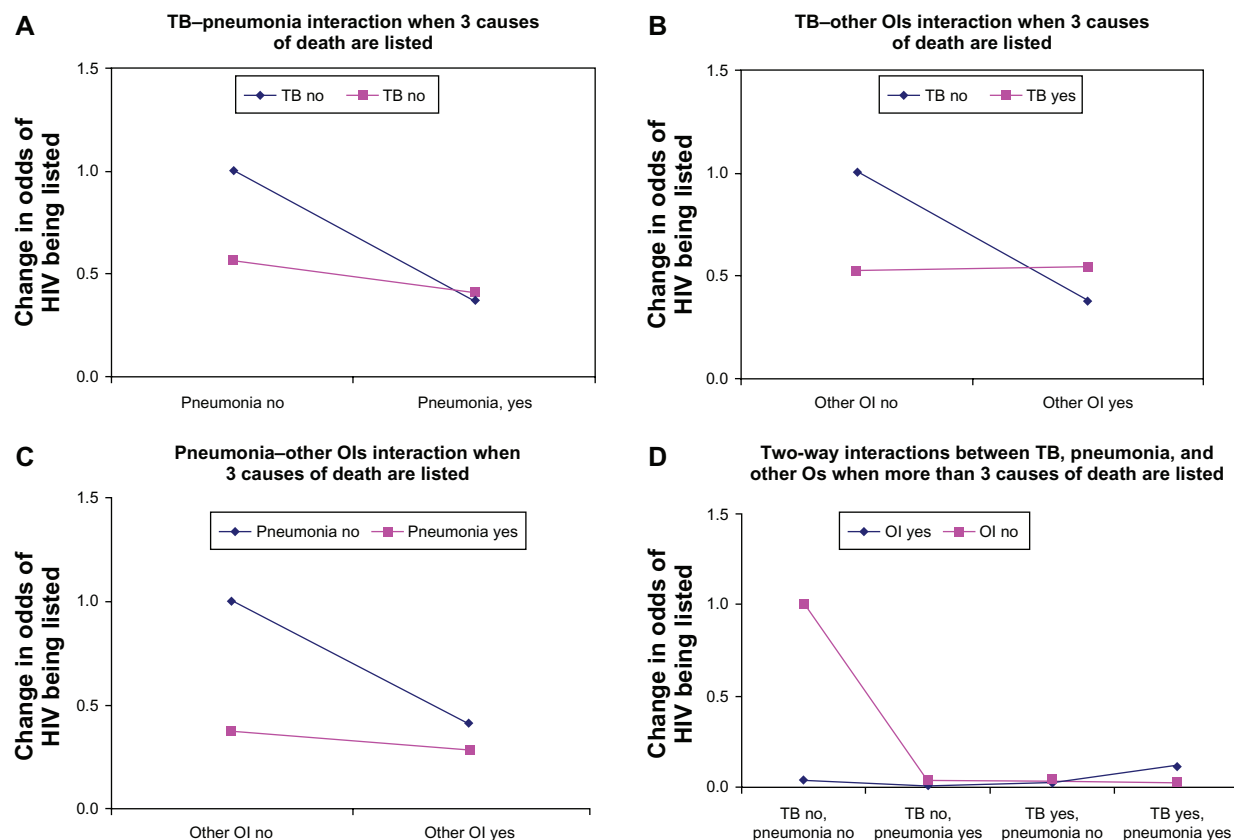 A
TB–pneumonia interaction when 3 causes
of death are listed
TB no
TB no
Change in odds of
HIV being listed
1.5
1.0
0.5
0.0
Pneumonia no
Pneumonia, yes
B
TB–other OIs interaction when 3 causes
of death are listed
TB no
TB yes
Change in odds of
HIV being listed
1.5
1.0
0.5
0.0
Other OI no
Other OI yes
C
Pneumonia–other OIs interaction when
3 causes of death are listed
Pneumonia no
Pneumonia yes
Change in odds of
HIV being listed
1.5
1.0
0.5
0.0
Other OI no
Other OI yes
D
Two-way interactions between TB, pneumonia, and
other Os when more than 3 causes of death are listed
OI yes
OI no
Change in odds of
HIV being listed
1.5
1.0
0.5
0.0
TB no,
pneumonia no
TB no,
pneumonia yes
TB yes,
pneumonia no
TB yes,
pneumonia yes